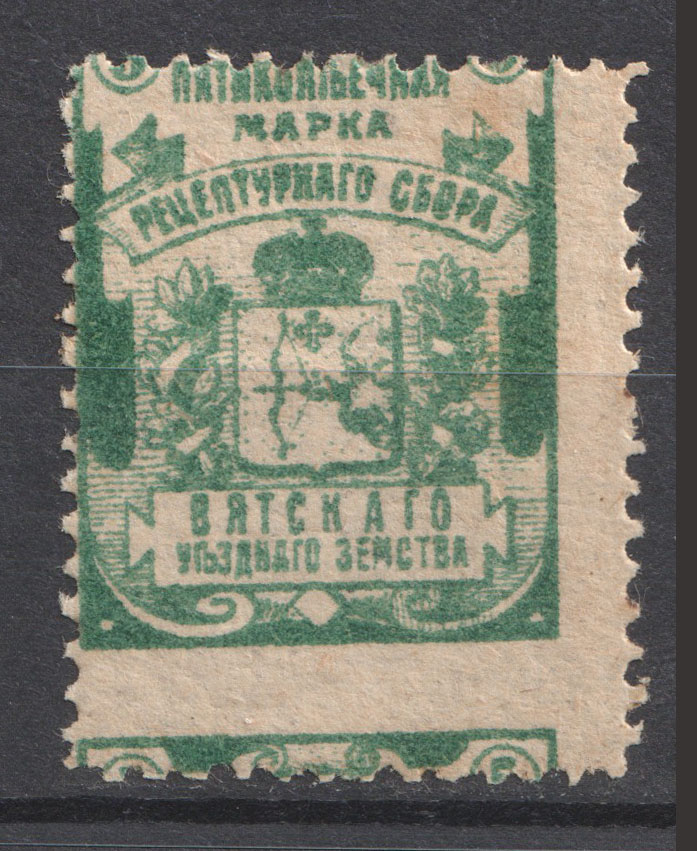 ПЯТИКОПѢЕЧНАЯ
МАРКА
РЕЦЕПТУРНАГО СБОРА
ВЯТСКАГО
УѢЗДНАГО ЗЕМСТВА